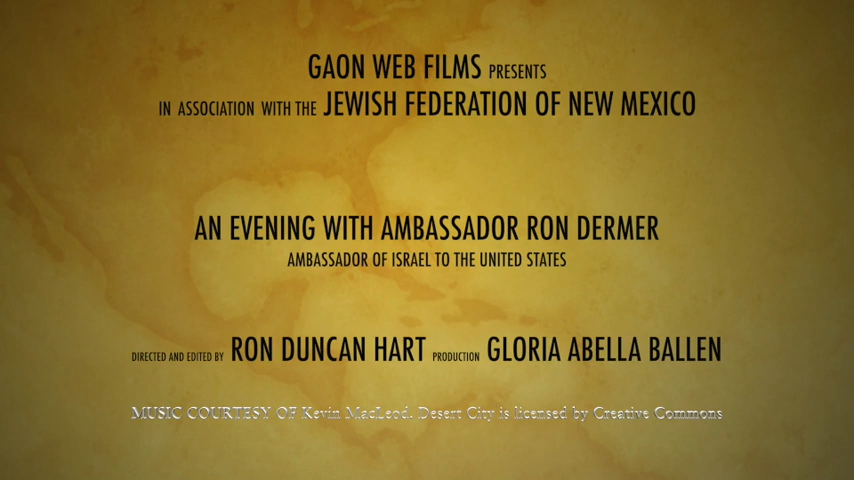 GAON WEB FILMS PRESENTS
IN ASSOCIATION WITH THE JEWISH FEDERATION OF NEW MEXICO
AN EVENING WITH AMBASSADOR RON DERMER
AMBASSADOR OF ISRAEL TO THE UNITED STATES
DIRECTED AND EDITED BY RON DUNCAN HART PRODUCTION GLORIA ABELLA BALLEN
MUSIC COURTESY OF Kevin MacLeod. Desert City is licensed by Creative Commons